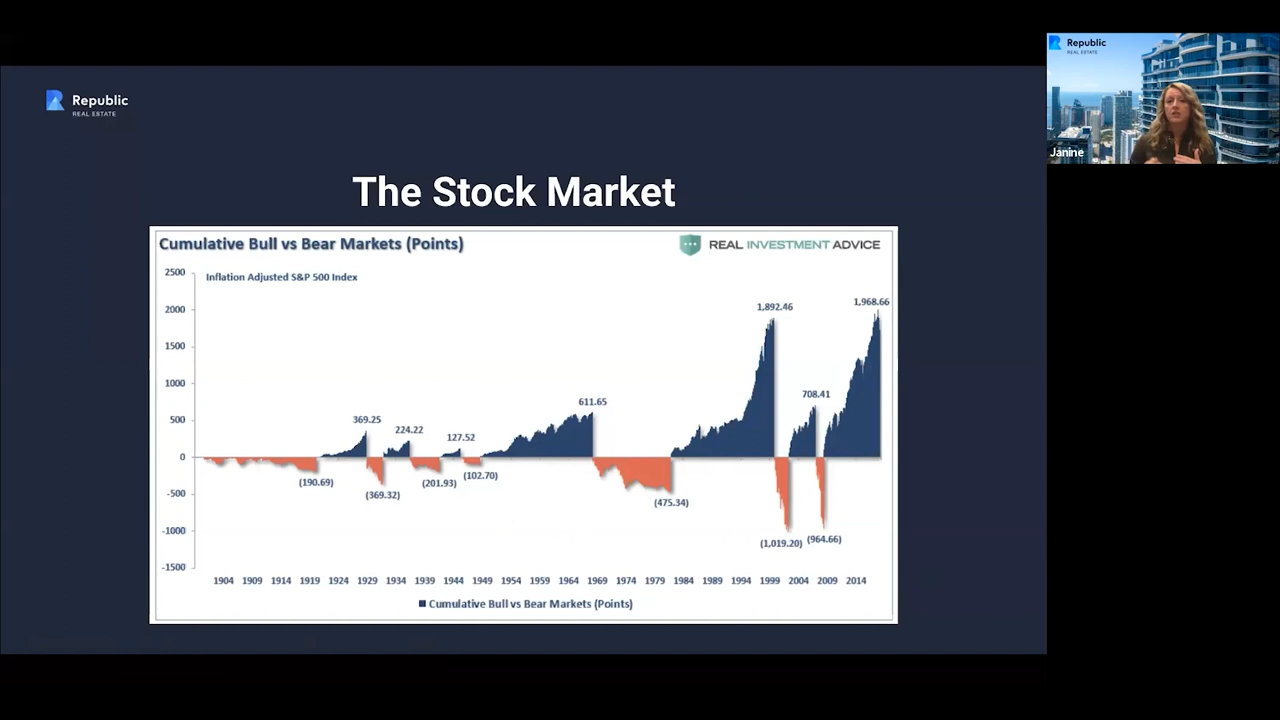 Republic
REAL ESTATE
The Stock Market
Cumulative Bull vs Bear Markets (Points)
REAL INVESTMENT ADVICE
Inflation Adjusted S&P 500 Index
2500
2000
1500
1000
500
0
-500
-1000
-1500
369.25
224.22
127.52
611.65
1,892.46
708.41
1,968.66
(190.69)
(369.32)
(201.93)
(102.70)
(475.34)
(1,019.20)
(964.66)
1904 1909 1914 1919 1924 1929 1934 1939 1944 1949 1954 1959 1964 1969 1974 1979 1984 1989 1994 1999 2004 2009 2014
Cumulative Bull vs Bear Markets (Points)
Republic
REAL ESTATE
Janine